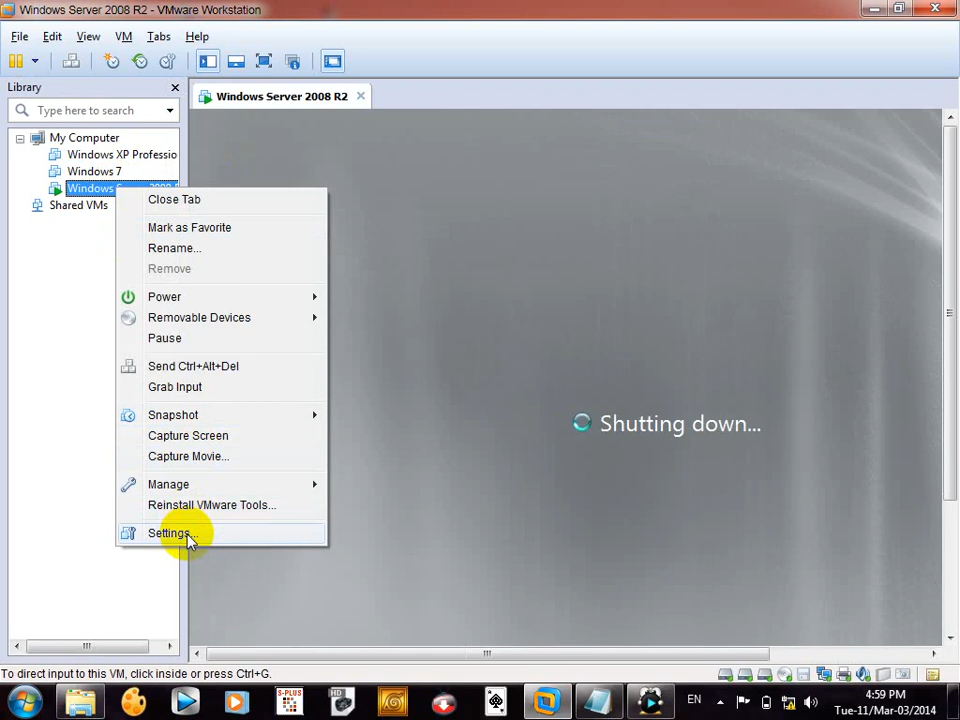 Windows Server 2008 R2 - VMware Workstation
File Edit View VM Tabs Help
Library
Type here to search
Windows Server 2008 R2
My Computer
Windows XP Professio
Windows 7
Windows
Shared VMs
Close Tab
Mark as Favorite
Rename...
Remove
Power
Removable Devices
Pause
Send Ctrl+Alt+Del
Grab Input
Snapshot
Capture Screen
Capture Movie...
Manage
Reinstall VMware Tools...
Settings...
Shutting down...
To direct input to this VM, click inside or press Ctrl+G.
S-PLUS
HD
EN
4:59 PM
Tue-11/Mar-03/2014